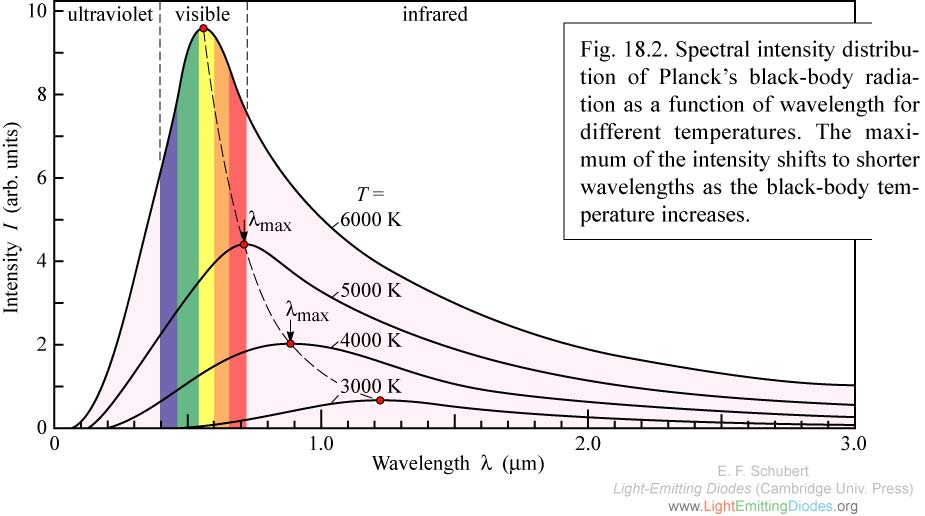 ultraviolet visible infrared
Fig. 18.2. Spectral intensity distribu-
tion of Planck's black-body radia-
tion as a function of wavelength for
different temperatures. The maxi-
mum of the intensity shifts to shorter
wavelengths as the black-body tem-
perature increases.
Intensity I (arb. units)
10
8
6
4
2
0
T =
6000 K
λmax
5000 K
λmax
4000 K
3000 K
0 1.0 2.0 3.0
Wavelength λ (μm)
E. F. Schubert
Light-Emitting Diodes (Cambridge Univ. Press)
www.LightEmittingDiodes.org